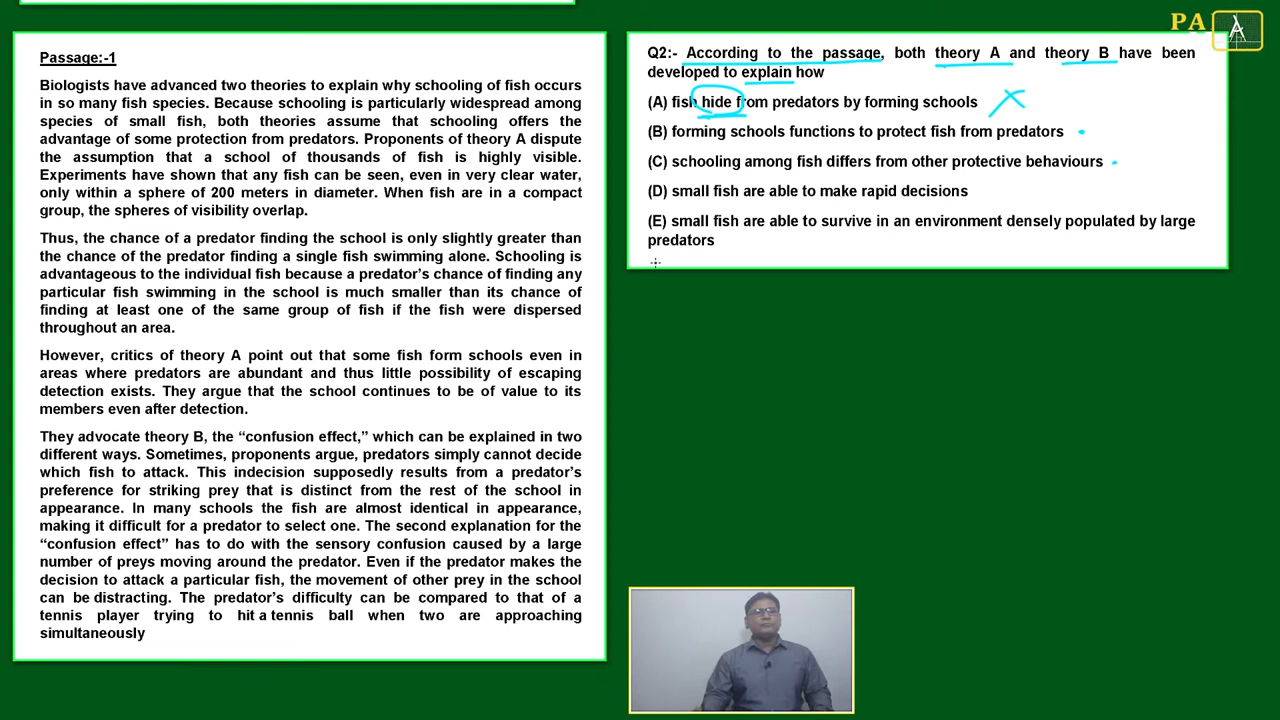 PA
Passage:-1
Biologists have advanced two theories to explain why schooling of fish occurs
in so many fish species. Because schooling is particularly widespread among
species of small fish, both theories assume that schooling offers the
advantage of some protection from predators. Proponents of theory A dispute
the assumption that a school of thousands of fish is highly visible.
Experiments have shown that any fish can be seen, even in very clear water,
only within a sphere of 200 meters in diameter. When fish are in a compact
group, the spheres of visibility overlap.
Thus, the chance of a predator finding the school is only slightly greater than
the chance of the predator finding a single fish swimming alone. Schooling is
advantageous to the individual fish because a predator's chance of finding any
particular fish swimming in the school is much smaller than its chance of
finding at least one of the same group of fish if the fish were dispersed
throughout an area.
However, critics of theory A point out that some fish form schools even in
areas where predators are abundant and thus little possibility of escaping
detection exists. They argue that the school continues to be of value to its
members even after detection.
They advocate theory B, the “confusion effect,” which can be explained in two
different ways. Sometimes, proponents argue, predators simply cannot decide
which fish to attack. This indecision supposedly results from a predator's
preference for striking prey that is distinct from the rest of the school in
appearance. In many schools the fish are almost identical in appearance,
making it difficult for a predator to select one. The second explanation for the
“confusion effect” has to do with the sensory confusion caused by a large
number of preys moving around the predator. Even if the predator makes the
decision to attack a particular fish, the movement of other prey in the school
can be distracting. The predator's difficulty can be compared to that of a
tennis player trying to hit a tennis ball when two are approaching
simultaneously
Q2:- According to the passage, both theory A and theory B have been
developed to explain how
(A) fish hide from predators by forming schools
(B) forming schools functions to protect fish from predators
(C) schooling among fish differs from other protective behaviours
(D) small fish are able to make rapid decisions
(E) small fish are able to survive in an environment densely populated by large
predators